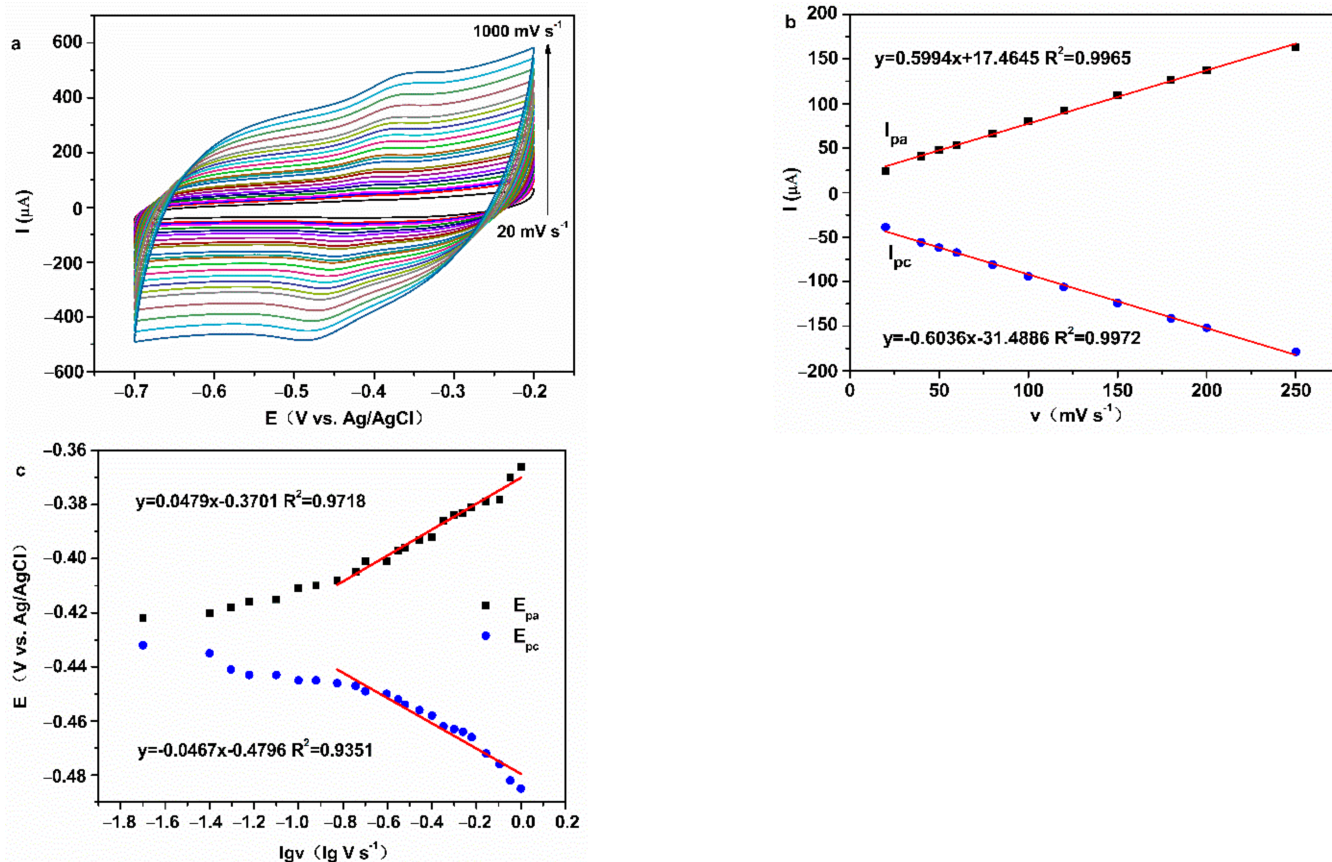 a
1000 mV s⁻¹
20 mV s⁻¹
600
400
200
0
−200
−400
−600
I (μA)
−0.7
−0.6
−0.5
−0.4
−0.3
−0.2
E（V vs. Ag/AgCl）
b
y=0.5994x+17.4645 R²=0.9965
Ipa
Ipc
y=-0.6036x-31.4886 R²=0.9972
200
150
100
50
0
−50
−100
−150
−200
I (μA)
0
50
100
150
200
250
v（mV s⁻¹）
c
y=0.0479x-0.3701 R²=0.9718
Epa
Epc
y=-0.0467x-0.4796 R²=0.9351
−0.36
−0.38
−0.40
−0.42
−0.44
−0.46
−0.48
E（V vs. Ag/AgCl）
−1.8
−1.6
−1.4
−1.2
−1.0
−0.8
−0.6
−0.4
−0.2
0.0
0.2
lgv（lg V s⁻¹）